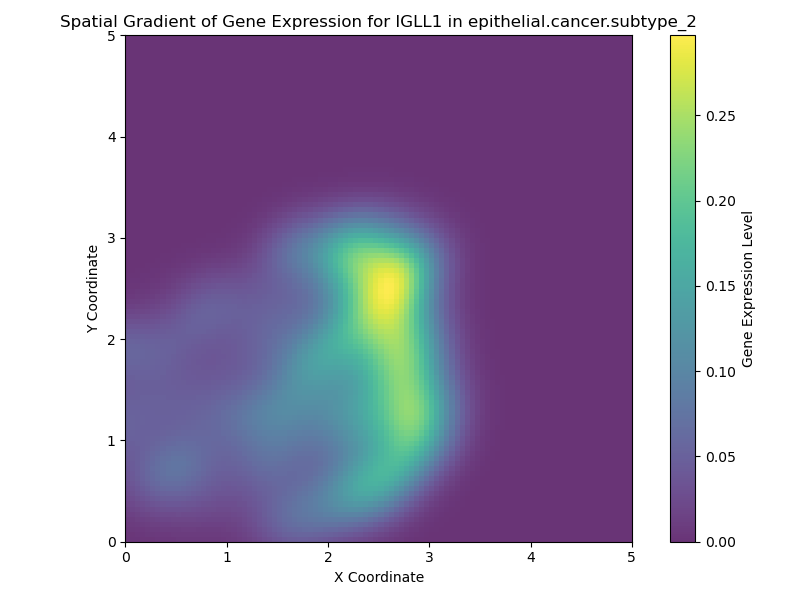 Spatial Gradient of Gene Expression for IGLL1 in epithelial.cancer.subtype_2
5
4
3
2
1
0
0 1 2 3 4 5
X Coordinate
Y Coordinate
0.25
0.20
0.15
0.10
0.05
0.00
Gene Expression Level